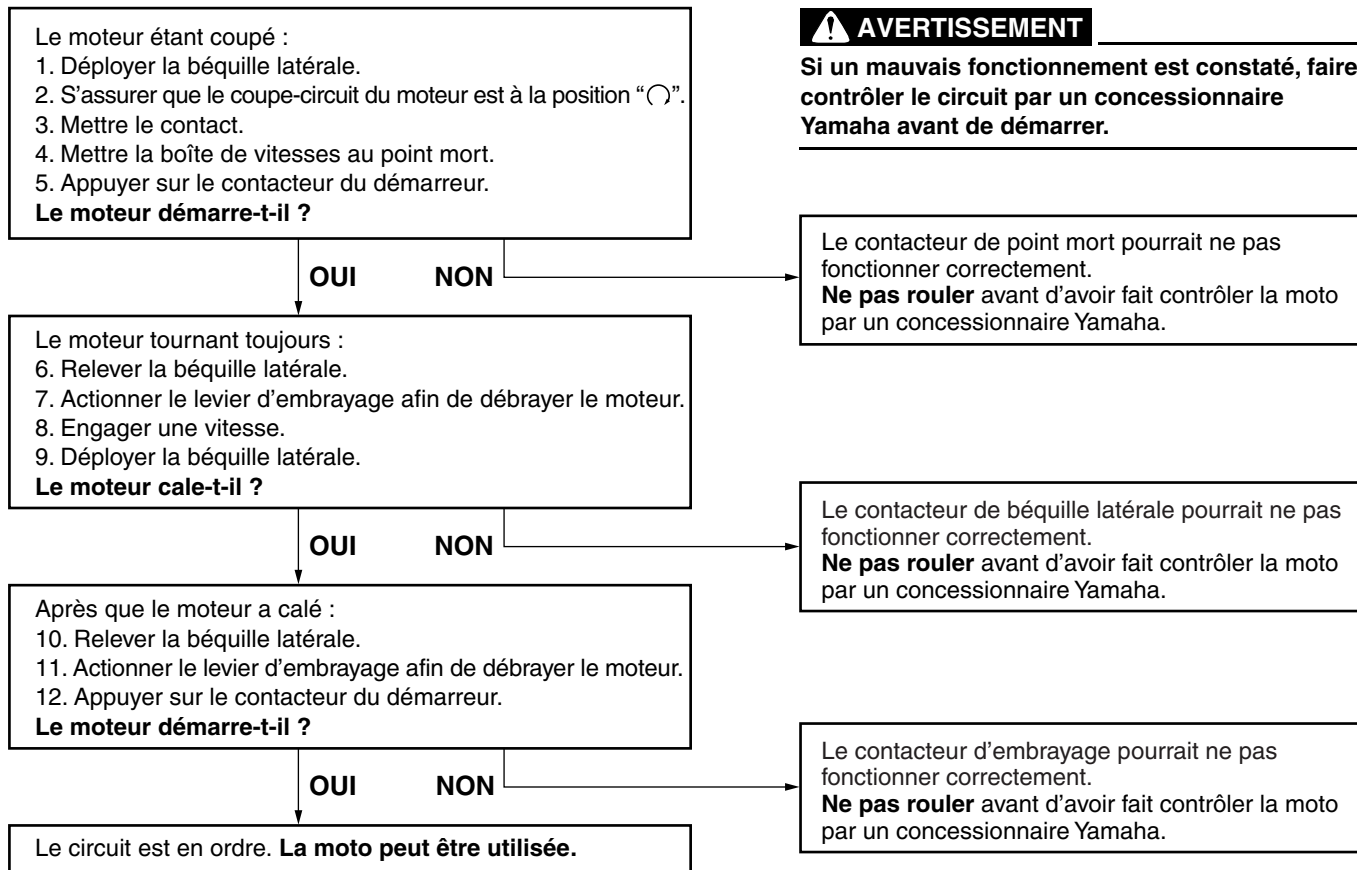 Le moteur étant coupé :
1. Déployer la béquille latérale.
2. S’assurer que le coupe-circuit du moteur est à la position “○”.
3. Mettre le contact.
4. Mettre la boîte de vitesses au point mort.
5. Appuyer sur le contacteur du démarreur.
Le moteur démarre-t-il ?
AVERTISSEMENT
Si un mauvais fonctionnement est constaté, faire
contrôler le circuit par un concessionnaire
Yamaha avant de démarrer.
OUI NON
Le contacteur de point mort pourrait ne pas
fonctionner correctement.
Ne pas rouler avant d’avoir fait contrôler la moto
par un concessionnaire Yamaha.
Le moteur tournant toujours :
6. Relever la béquille latérale.
7. Actionner le levier d’embrayage afin de débrayer le moteur.
8. Engager une vitesse.
9. Déployer la béquille latérale.
Le moteur cale-t-il ?
OUI NON
Le contacteur de béquille latérale pourrait ne pas
fonctionner correctement.
Ne pas rouler avant d’avoir fait contrôler la moto
par un concessionnaire Yamaha.
Après que le moteur a calé :
10. Relever la béquille latérale.
11. Actionner le levier d’embrayage afin de débrayer le moteur.
12. Appuyer sur le contacteur du démarreur.
Le moteur démarre-t-il ?
OUI NON
Le contacteur d’embrayage pourrait ne pas
fonctionner correctement.
Ne pas rouler avant d’avoir fait contrôler la moto
par un concessionnaire Yamaha.
Le circuit est en ordre. La moto peut être utilisée.